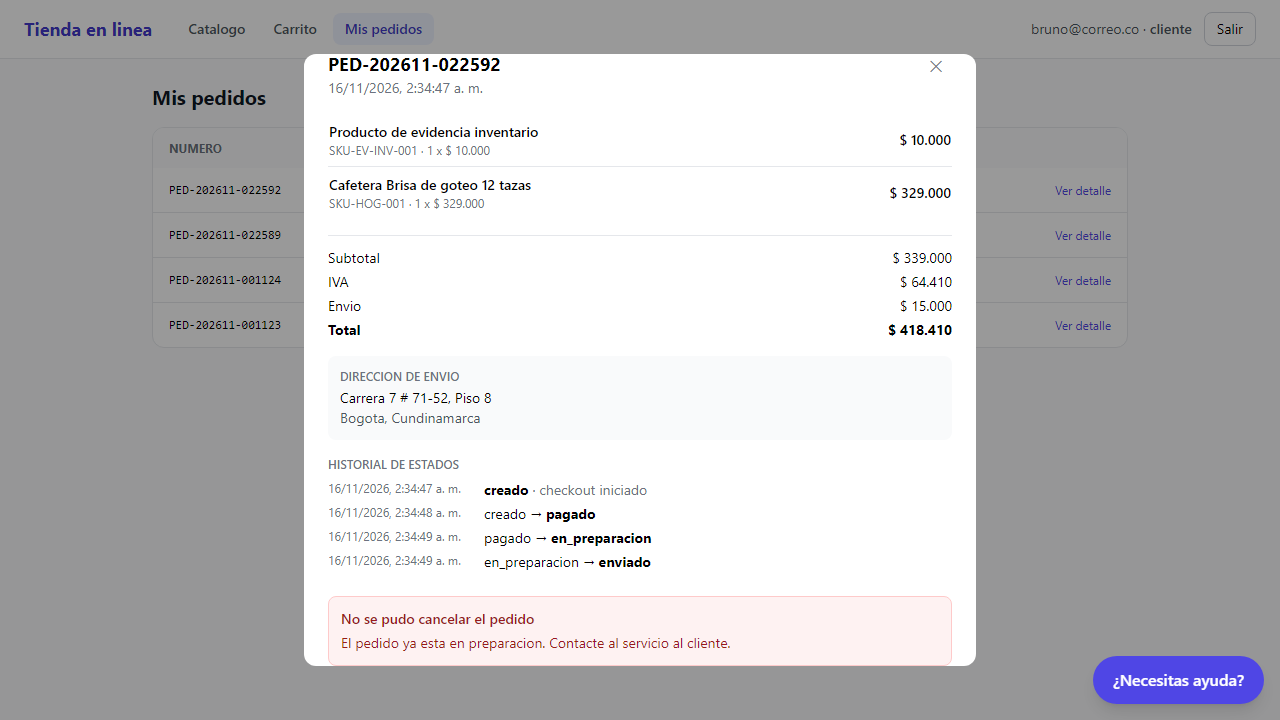 Tienda en linea
Catalogo
Carrito
Mis pedidos
bruno@correo.co · cliente
Salir
Mis pedidos
NUMERO
PED-202611-022592
Ver detalle
PED-202611-022589
Ver detalle
PED-202611-001124
Ver detalle
PED-202611-001123
Ver detalle
PED-202611-022592
16/11/2026, 2:34:47 a. m.
Producto de evidencia inventario
SKU-EV-INV-001 · 1 x $ 10.000
$ 10.000
Cafetera Brisa de goteo 12 tazas
SKU-HOG-001 · 1 x $ 329.000
$ 329.000
Subtotal $ 339.000
IVA $ 64.410
Envio $ 15.000
Total $ 418.410
DIRECCION DE ENVIO
Carrera 7 # 71-52, Piso 8
Bogota, Cundinamarca
HISTORIAL DE ESTADOS
16/11/2026, 2:34:47 a. m. creado · checkout iniciado
16/11/2026, 2:34:48 a. m. creado → pagado
16/11/2026, 2:34:49 a. m. pagado → en_preparacion
16/11/2026, 2:34:49 a. m. en_preparacion → enviado
No se pudo cancelar el pedido
El pedido ya esta en preparacion. Contacte al servicio al cliente.
¿Necesitas ayuda?